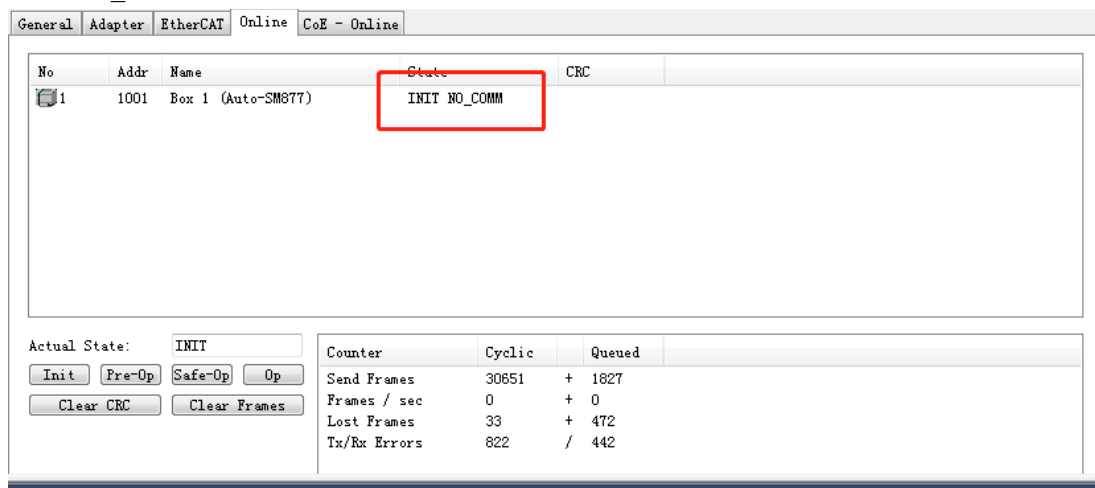 General Adapter EtherCAT Online CoE - Online
No Addr Name State CRC
1 1001 Box 1 (Auto-SM877) INIT NO_COMM
Actual State: INIT
Init Pre-Op Safe-Op Op
Clear CRC Clear Frames
Counter Cyclic Queued
Send Frames 30651 + 1827
Frames / sec 0 + 0
Lost Frames 33 + 472
Tx/Rx Errors 822 / 442